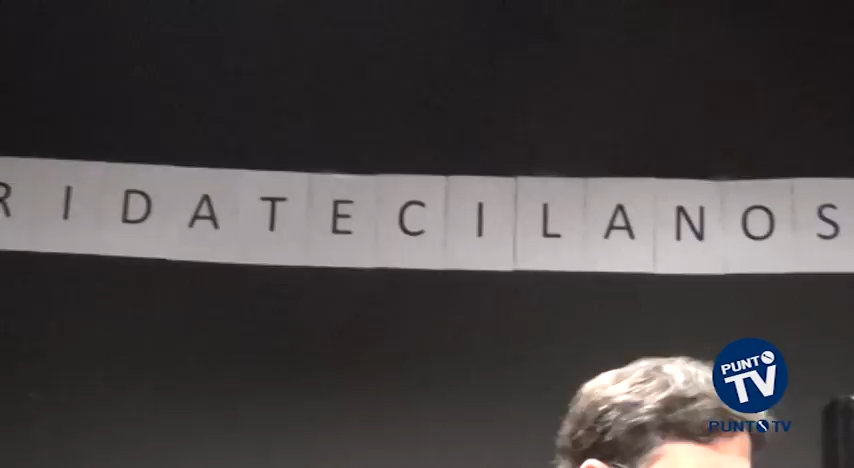 RIDATECILANOS
PUNTO
TV
PUNTO TV